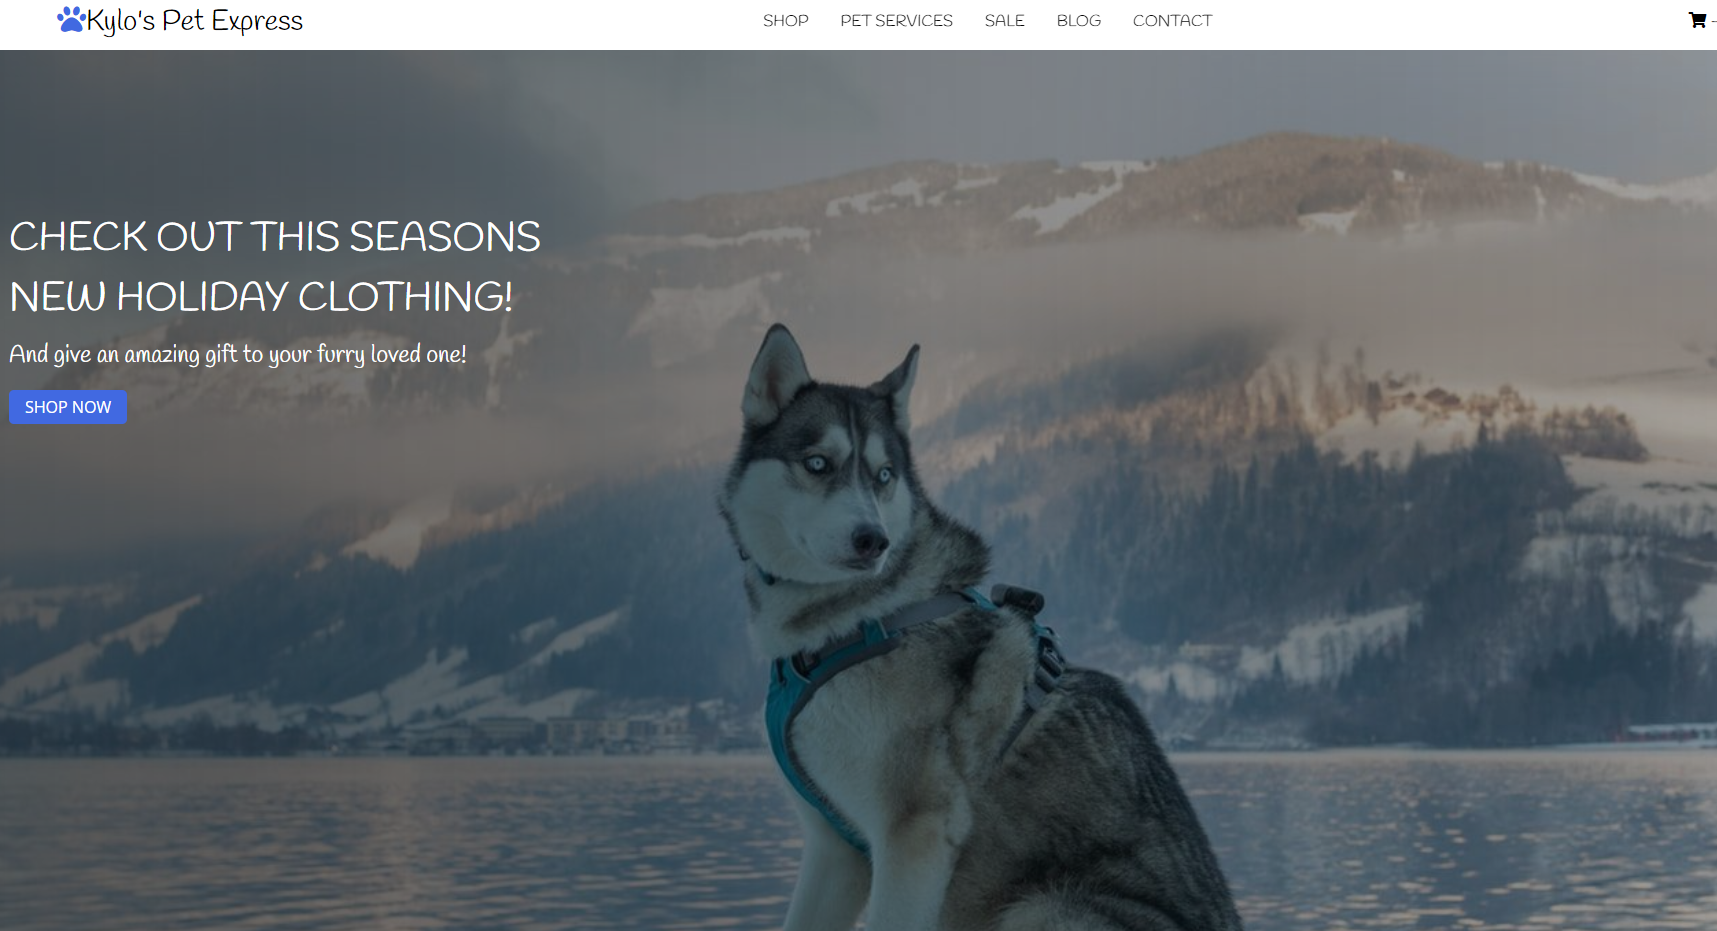 Kylo's Pet Express
SHOP PET SERVICES SALE BLOG CONTACT
CHECK OUT THIS SEASONS
NEW HOLIDAY CLOTHING!
And give an amazing gift to your furry loved one!
SHOP NOW